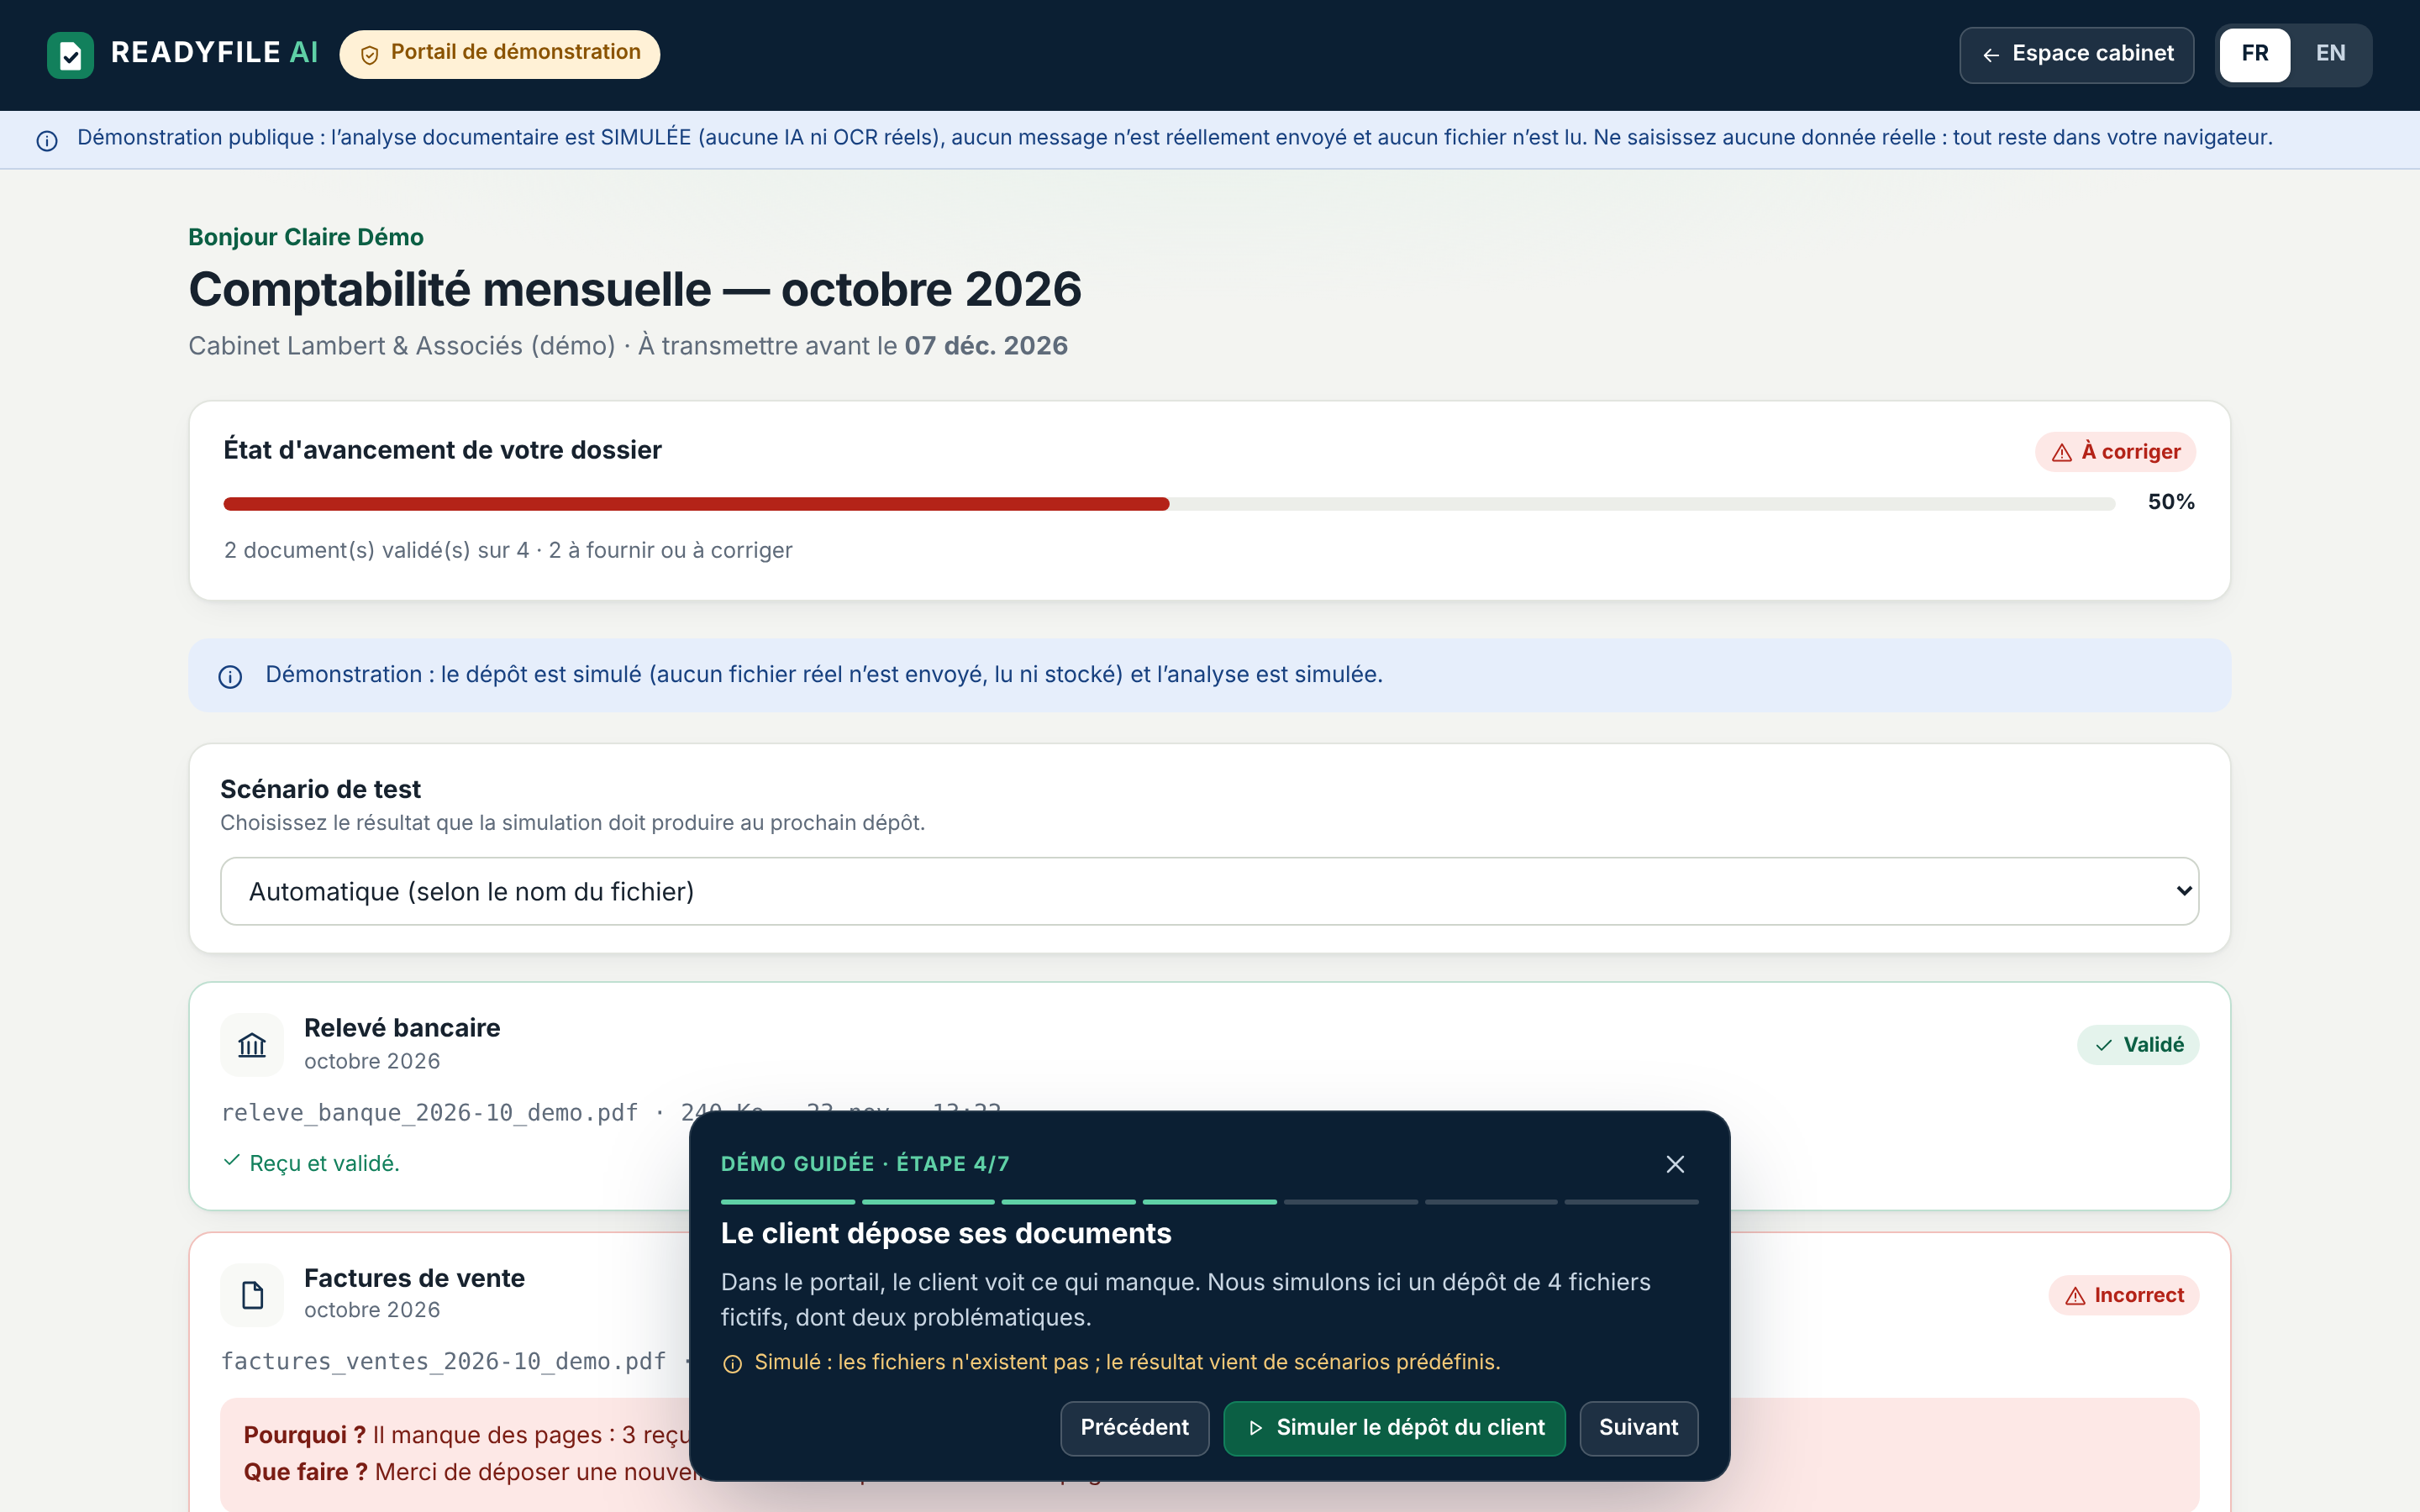 READYFILE AI
Portail de démonstration
Espace cabinet
FR
EN
Démonstration publique : l’analyse documentaire est SIMULÉE (aucune IA ni OCR réels), aucun message n’est réellement envoyé et aucun fichier n’est lu. Ne saisissez aucune donnée réelle : tout reste dans votre navigateur.
Bonjour Claire Démo
Comptabilité mensuelle — octobre 2026
Cabinet Lambert & Associés (démo) · À transmettre avant le 07 déc. 2026
État d'avancement de votre dossier
À corriger
50%
2 document(s) validé(s) sur 4 · 2 à fournir ou à corriger
Démonstration : le dépôt est simulé (aucun fichier réel n’est envoyé, lu ni stocké) et l’analyse est simulée.
Scénario de test
Choisissez le résultat que la simulation doit produire au prochain dépôt.
Automatique (selon le nom du fichier)
Relevé bancaire
octobre 2026
Validé
releve_banque_2026-10_demo.pdf · 240 Ko · 23 nov. 13:22
Reçu et validé.
Factures de vente
octobre 2026
Incorrect
factures_ventes_2026-10_demo.pdf ·
Pourquoi ? Il manque des pages : 3 reçu
Que faire ? Merci de déposer une
DÉMO GUIDÉE · ÉTAPE 4/7
Le client dépose ses documents
Dans le portail, le client voit ce qui manque. Nous simulons ici un dépôt de 4 fichiers
fictifs, dont deux problématiques.
Simulé : les fichiers n'existent pas ; le résultat vient de scénarios prédéfinis.
Précédent
Simuler le dépôt du client
Suivant